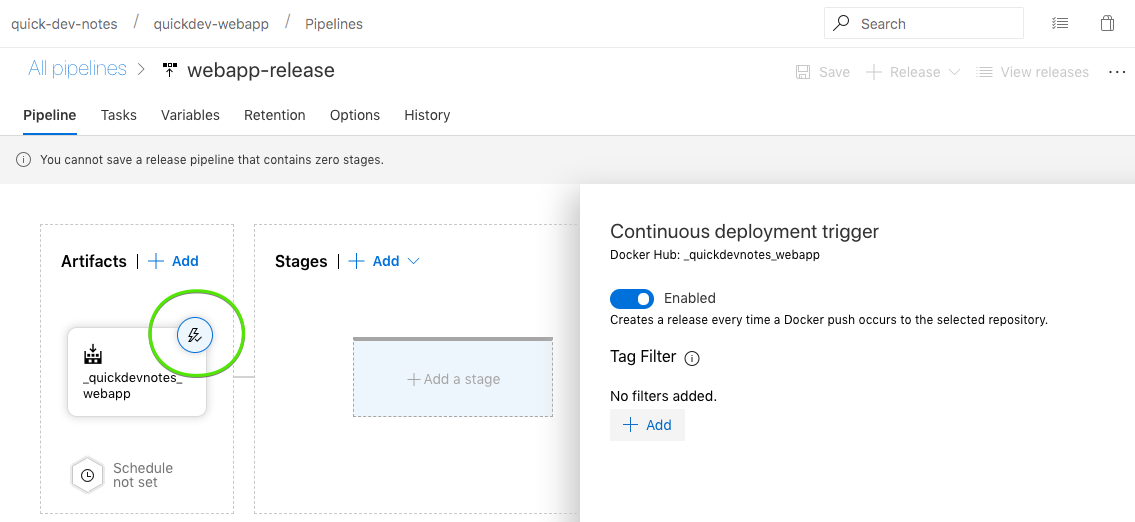 quick-dev-notes / quickdev-webapp / Pipelines
Search
All pipelines > webapp-release
Save + Release View releases ...
Pipeline Tasks Variables Retention Options History
You cannot save a release pipeline that contains zero stages.
Artifacts | + Add
Stages | + Add
_quickdevnotes_
webapp
Schedule
not set
+ Add a stage
Continuous deployment trigger
Docker Hub: _quickdevnotes_webapp
Enabled
Creates a release every time a Docker push occurs to the selected repository.
Tag Filter
No filters added.
+ Add